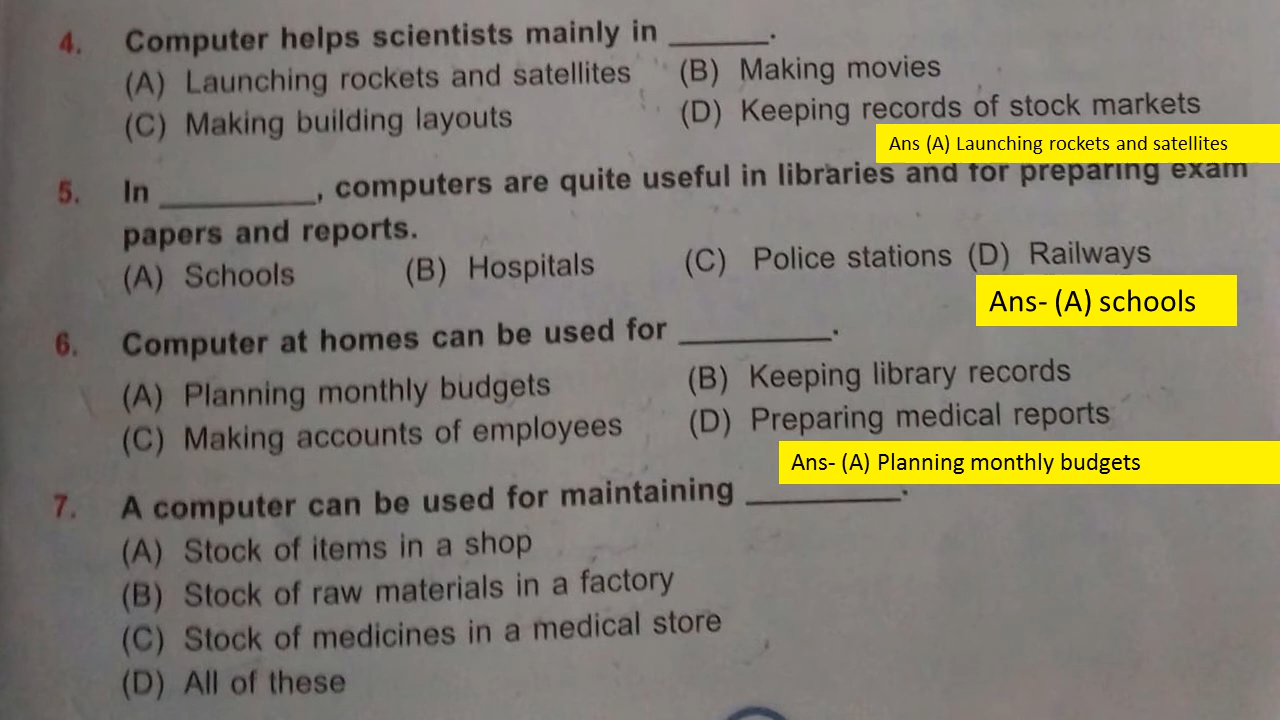 4. Computer helps scientists mainly in ______.
(A) Launching rockets and satellites (B) Making movies
(C) Making building layouts (D) Keeping records of stock markets
Ans (A) Launching rockets and satellites
5. In __________, computers are quite useful in libraries and for preparing exam
papers and reports.
(A) Schools (B) Hospitals (C) Police stations (D) Railways
Ans- (A) schools
6. Computer at homes can be used for __________.
(A) Planning monthly budgets (B) Keeping library records
(C) Making accounts of employees (D) Preparing medical reports
Ans- (A) Planning monthly budgets
7. A computer can be used for maintaining __________.
(A) Stock of items in a shop
(B) Stock of raw materials in a factory
(C) Stock of medicines in a medical store
(D) All of these